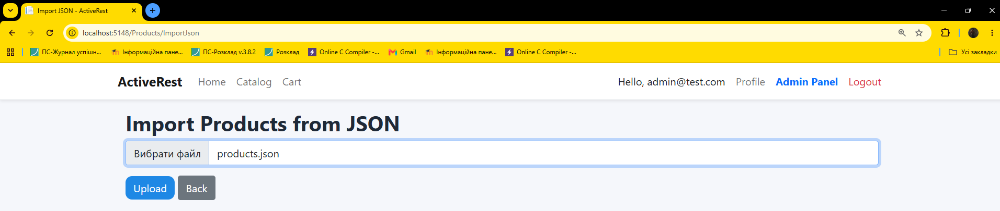 Import JSON - ActiveRest
localhost:5148/Products/ImportJson
ПС-Журнал успішн... Інформаційна пане... ПС-Розклад v.3.8.2 Розклад Online C Compiler -... Gmail Інформаційна пане... Online C Compiler -... Усі закладки
ActiveRest Home Catalog Cart Hello, admin@test.com Profile Admin Panel Logout
Import Products from JSON
Вибрати файл products.json
Upload Back